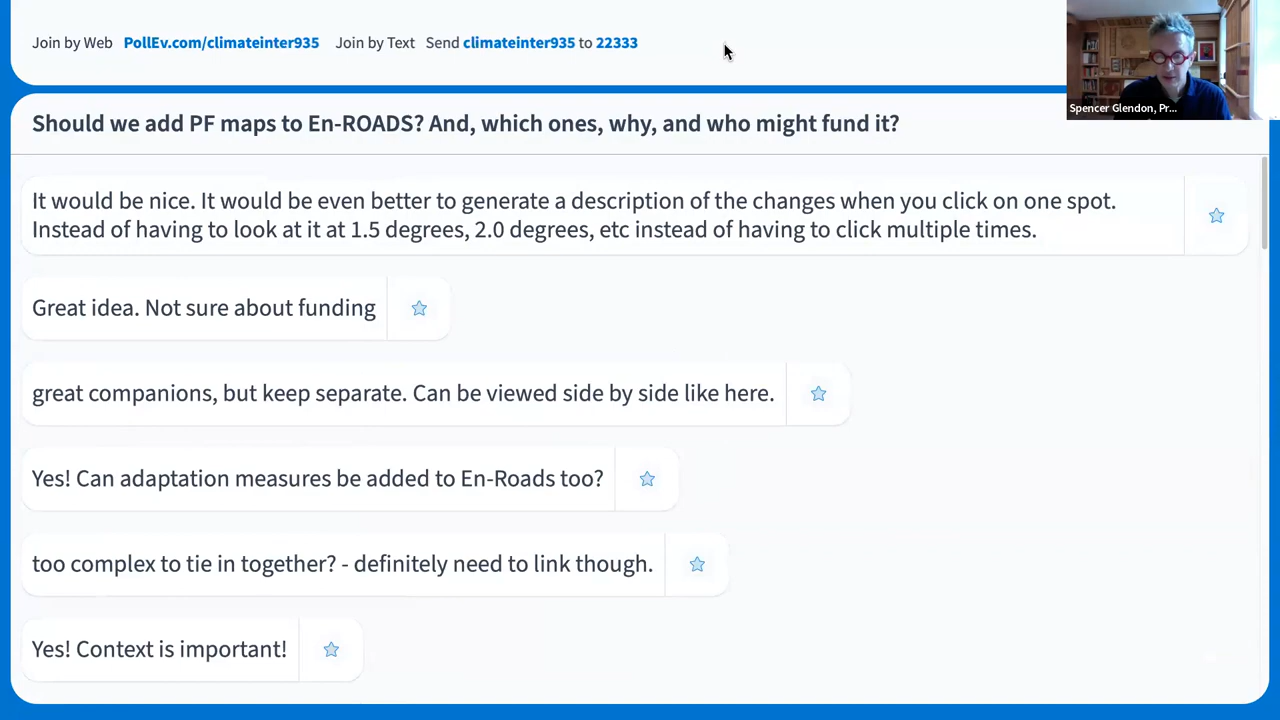 Join by Web PollEv.com/climateinter935 Join by Text Send climateinter935 to 22333
Spencer Glendon, Pr...
Should we add PF maps to En-ROADS? And, which ones, why, and who might fund it?
It would be nice. It would be even better to generate a description of the changes when you click on one spot.
Instead of having to look at it at 1.5 degrees, 2.0 degrees, etc instead of having to click multiple times.
Great idea. Not sure about funding
great companions, but keep separate. Can be viewed side by side like here.
Yes! Can adaptation measures be added to En-Roads too?
too complex to tie in together? - definitely need to link though.
Yes! Context is important!